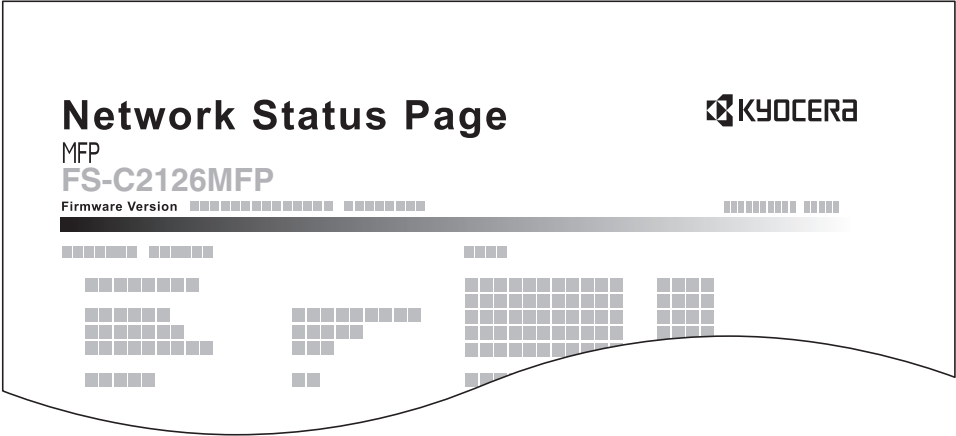 Network Status Page
KYOCERA
MFP
FS-C2126MFP
Firmware Version